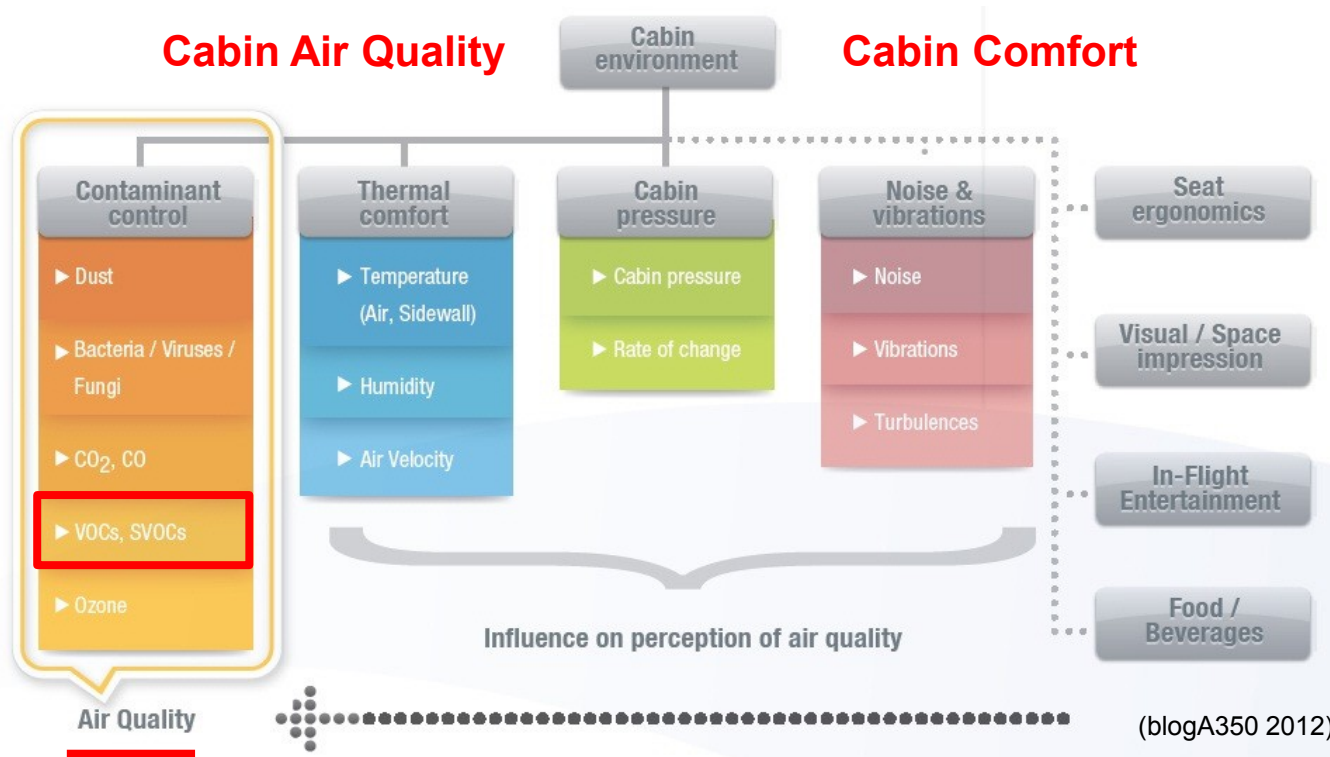 Cabin Air Quality
Cabin
environment
Cabin Comfort
Contaminant
control
▶ Dust
▶ Bacteria / Viruses /
Fungi
▶ CO₂, CO
▶ VOCs, SVOCs
▶ Ozone
Air Quality
Thermal
comfort
▶ Temperature
(Air, Sidewall)
▶ Humidity
▶ Air Velocity
Cabin
pressure
▶ Cabin pressure
▶ Rate of change
Noise &
vibrations
▶ Noise
▶ Vibrations
▶ Turbulences
Influence on perception of air quality
Seat
ergonomics
Visual / Space
impression
In-Flight
Entertainment
Food /
Beverages
(blogA350 2012)